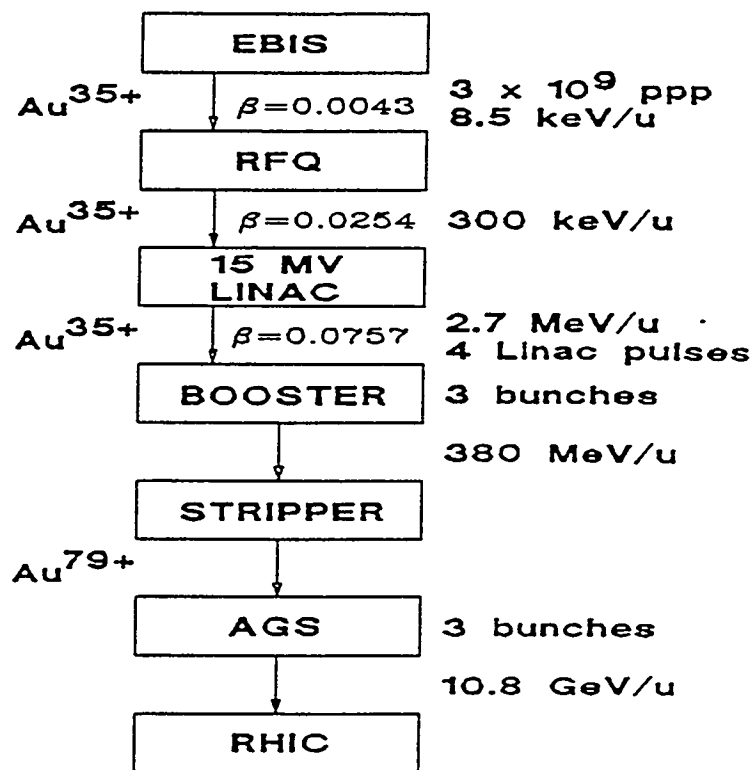 EBIS
Au35+ β=0.0043 3 × 10⁹ ppp
8.5 keV/u
RFQ
Au35+ β=0.0254 300 keV/u
15 MV
LINAC
Au35+ β=0.0757 2.7 MeV/u
4 Linac pulses
BOOSTER 3 bunches
380 MeV/u
STRIPPER
Au79+
AGS 3 bunches
10.8 GeV/u
RHIC